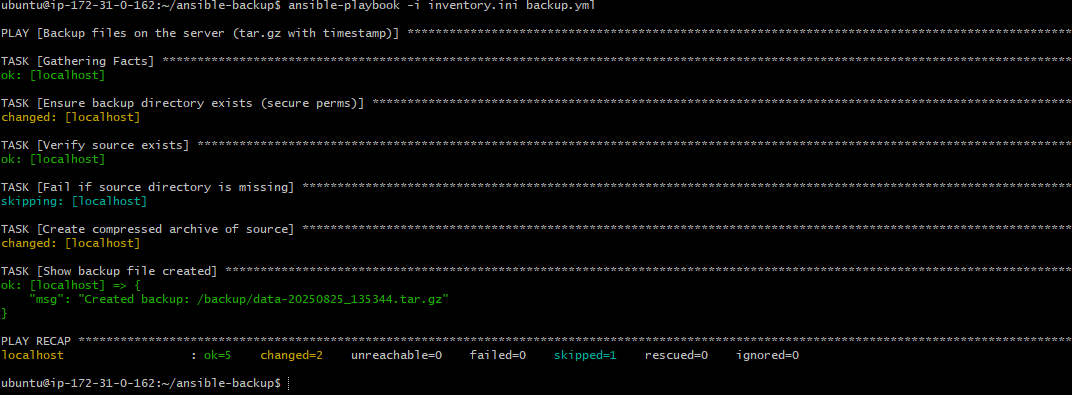 ubuntu@ip-172-31-0-162:~/ansible-backup$ ansible-playbook -i inventory.ini backup.yml
PLAY [Backup files on the server (tar.gz with timestamp)] ***********************************************************************************************
TASK [Gathering Facts] **********************************************************************************************************************************
ok: [localhost]
TASK [Ensure backup directory exists (secure perms)] ****************************************************************************************************
changed: [localhost]
TASK [Verify source exists] *****************************************************************************************************************************
ok: [localhost]
TASK [Fail if source directory is missing] **************************************************************************************************************
skipping: [localhost]
TASK [Create compressed archive of source] **************************************************************************************************************
changed: [localhost]
TASK [Show backup file created] *************************************************************************************************************************
ok: [localhost] => {
    "msg": "Created backup: /backup/data-20250825_135344.tar.gz"
}
PLAY RECAP **********************************************************************************************************************************************
localhost                  : ok=5    changed=2    unreachable=0    failed=0    skipped=1    rescued=0    ignored=0
ubuntu@ip-172-31-0-162:~/ansible-backup$